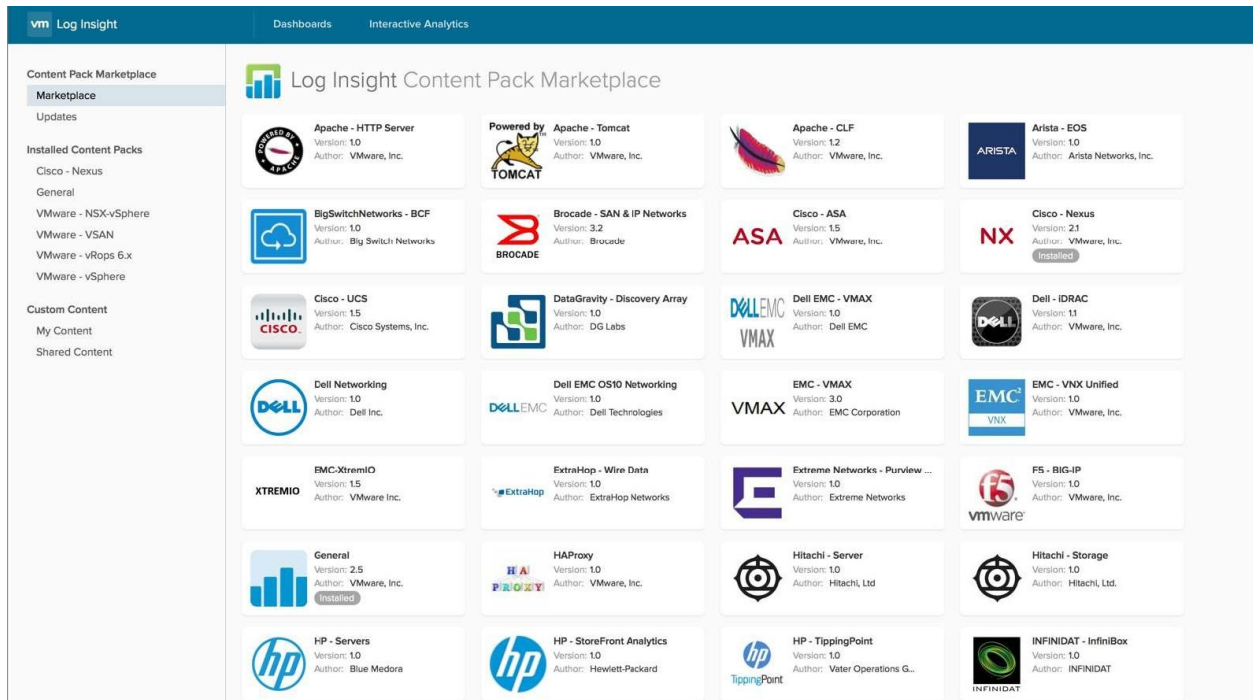 vm Log Insight
Dashboards
Interactive Analytics
Content Pack Marketplace
Marketplace
Updates
Installed Content Packs
Cisco - Nexus
General
VMware - NSX-vSphere
VMware - VSAN
VMware - vRops 6.x
VMware - vSphere
Custom Content
My Content
Shared Content
Log Insight Content Pack Marketplace
POWERED BY APACHE
Apache - HTTP Server
Version: 1.0
Author: VMware, Inc.
Powered by
TOMCAT
Apache - Tomcat
Version: 1.0
Author: VMware, Inc.
Apache - CLF
Version: 1.2
Author: VMware, Inc.
ARISTA
Arista - EOS
Version: 1.0
Author: Arista Networks, Inc.
BigSwitchNetworks - BCF
Version: 1.0
Author: Big Switch Networks
BROCADE
Brocade - SAN & IP Networks
Version: 3.2
Author: Brocade
ASA
Cisco - ASA
Version: 1.5
Author: VMware, Inc.
NX
Cisco - Nexus
Version: 2.1
Author: VMware, Inc.
Installed
CISCO
Cisco - UCS
Version: 1.5
Author: Cisco Systems, Inc.
DataGravity - Discovery Array
Version: 1.0
Author: DG Labs
DELLEMC
VMAX
Dell EMC - VMAX
Version: 1.0
Author: Dell EMC
DELL
Dell - iDRAC
Version: 1.1
Author: VMware, Inc.
DELL
Dell Networking
Version: 1.0
Author: Dell Inc.
DELLEMC
Dell EMC OS10 Networking
Version: 1.0
Author: Dell Technologies
VMAX
EMC - VMAX
Version: 3.0
Author: EMC Corporation
EMC²
VNX
EMC - VNX Unified
Version: 1.0
Author: VMware, Inc.
XTREMIO
EMC-XtremIO
Version: 1.5
Author: VMware Inc.
ExtraHop
ExtraHop - Wire Data
Version: 1.0
Author: ExtraHop Networks
Extreme Networks - Purview ...
Version: 1.0
Author: Extreme Networks
f5
vmware
F5 - BIG-IP
Version: 1.0
Author: VMware, Inc.
General
Version: 2.5
Author: VMware, Inc.
Installed
HA
PROXY
HAProxy
Version: 1.0
Author: VMware, Inc.
Hitachi - Server
Version: 1.0
Author: Hitachi, Ltd
Hitachi - Storage
Version: 1.0
Author: Hitachi, Ltd.
hp
HP - Servers
Version: 1.0
Author: Blue Medora
hp
HP - StoreFront Analytics
Version: 1.0
Author: Hewlett-Packard
hp
TippingPoint
HP - TippingPoint
Version: 1.0
Author: Vater Operations G...
INFINIDAT
INFINIDAT - InfiniBox
Version: 1.0
Author: INFINIDAT